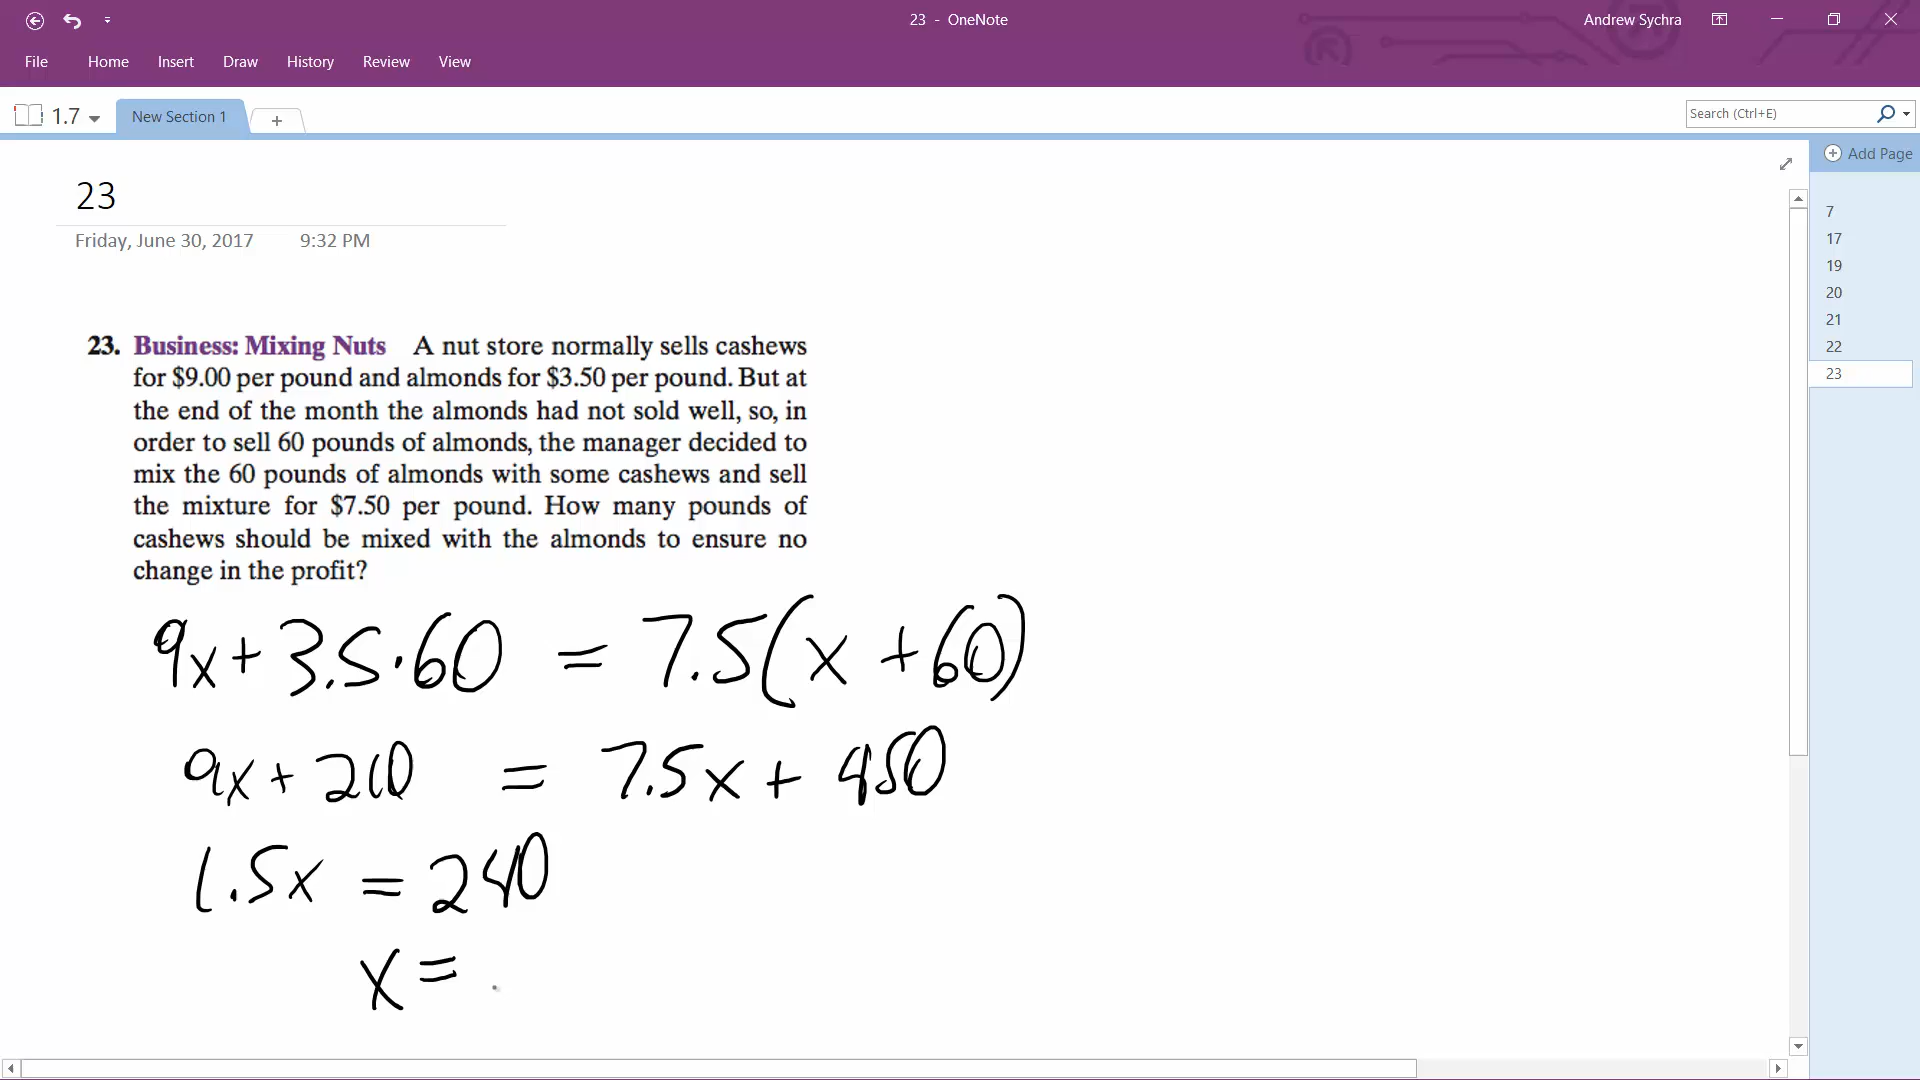 23 - OneNote
Andrew Sychra
File Home Insert Draw History Review View
1.7
New Section 1
+
Search (Ctrl+E)
Add Page
23
Friday, June 30, 2017 9:32 PM
7
17
19
20
21
22
23
23. Business: Mixing Nuts A nut store normally sells cashews
for $9.00 per pound and almonds for $3.50 per pound. But at
the end of the month the almonds had not sold well, so, in
order to sell 60 pounds of almonds, the manager decided to
mix the 60 pounds of almonds with some cashews and sell
the mixture for $7.50 per pound. How many pounds of
cashews should be mixed with the almonds to ensure no
change in the profit?
9x+3.5·60 = 7.5(x+60)
9x+210 = 7.5x+450
1.5x = 240
x =